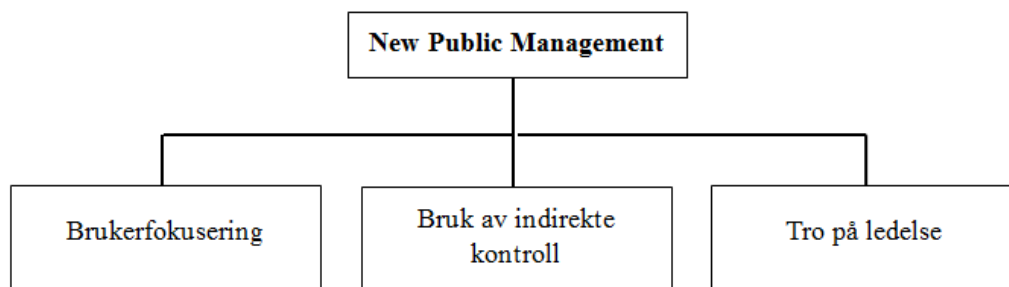 New Public Management
Brukerfokusering
Bruk av indirekte
kontroll
Tro på ledelse